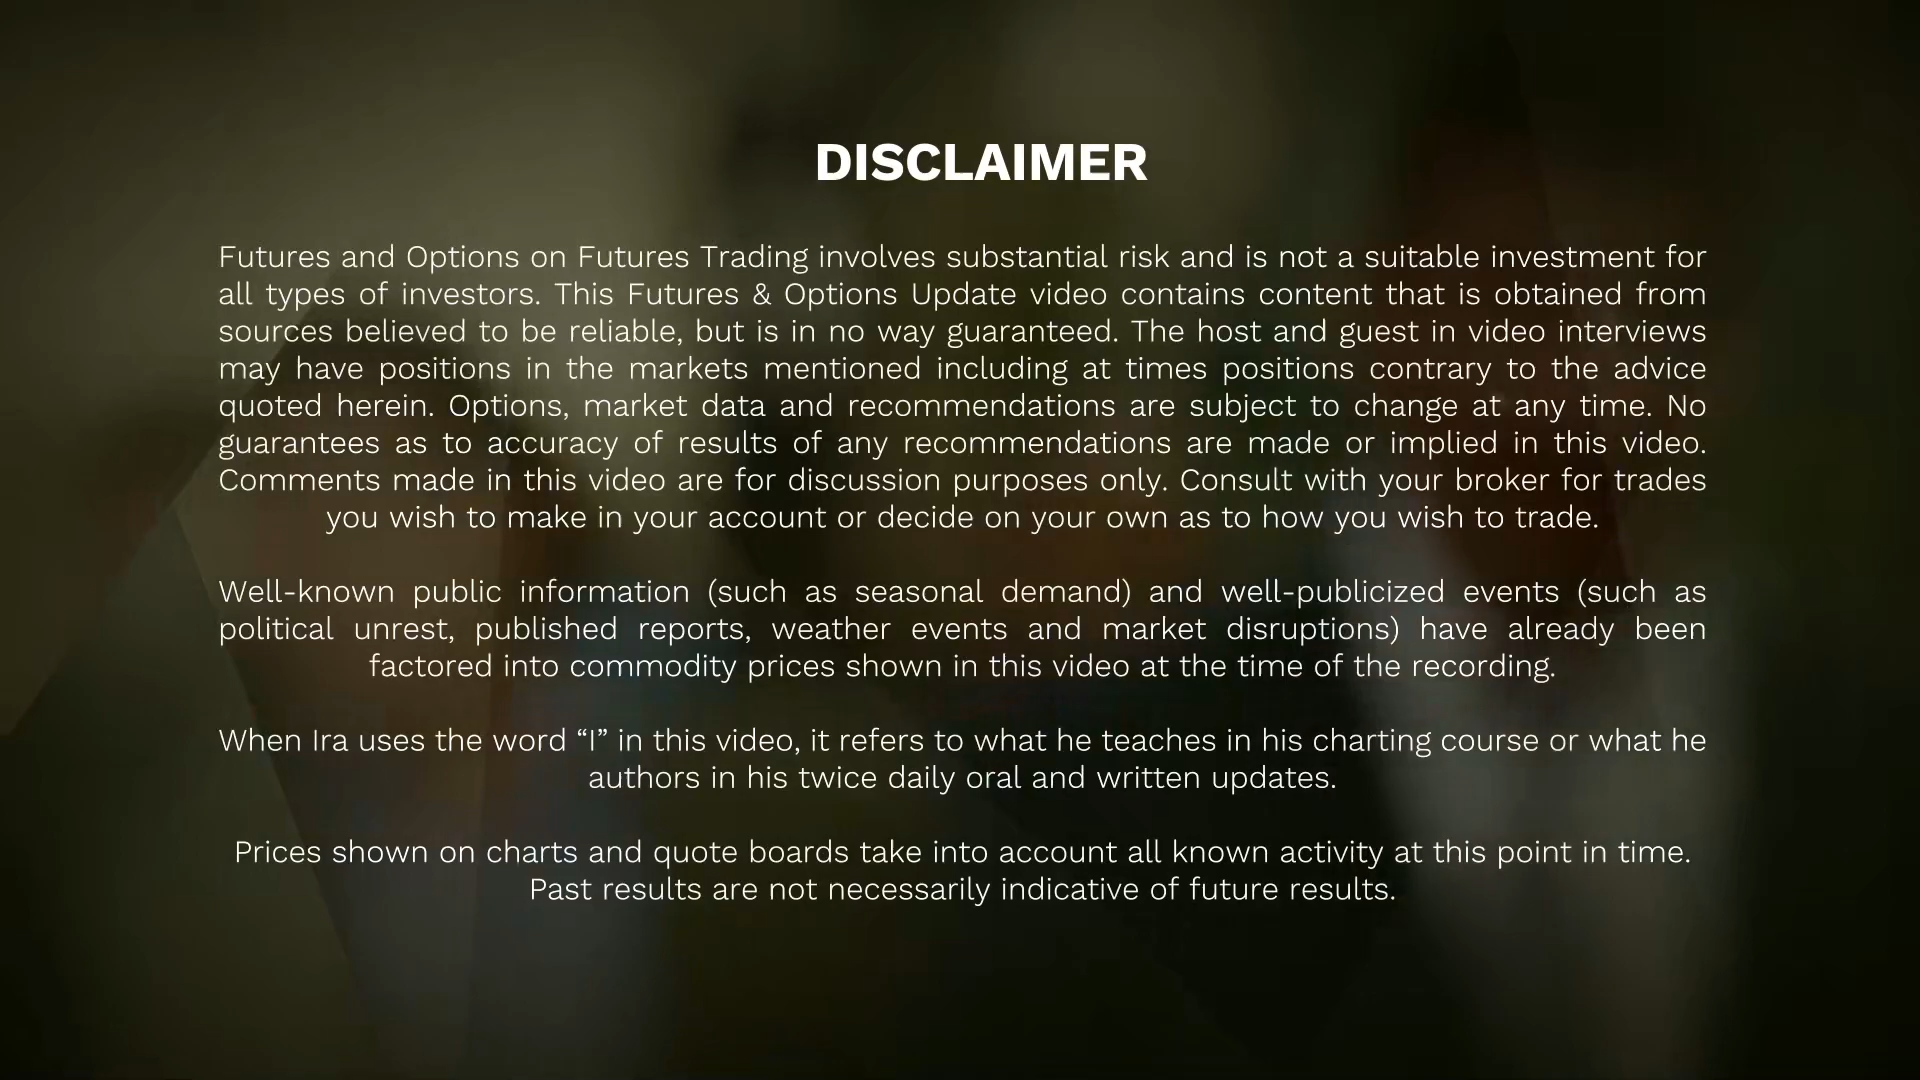 DISCLAIMER
Futures and Options on Futures Trading involves substantial risk and is not a suitable investment for
all types of investors. This Futures & Options Update video contains content that is obtained from
sources believed to be reliable, but is in no way guaranteed. The host and guest in video interviews
may have positions in the markets mentioned including at times positions contrary to the advice
quoted herein. Options, market data and recommendations are subject to change at any time. No
guarantees as to accuracy of results of any recommendations are made or implied in this video.
Comments made in this video are for discussion purposes only. Consult with your broker for trades
you wish to make in your account or decide on your own as to how you wish to trade.
Well-known public information (such as seasonal demand) and well-publicized events (such as
political unrest, published reports, weather events and market disruptions) have already been
factored into commodity prices shown in this video at the time of the recording.
When Ira uses the word “I” in this video, it refers to what he teaches in his charting course or what he
authors in his twice daily oral and written updates.
Prices shown on charts and quote boards take into account all known activity at this point in time.
Past results are not necessarily indicative of future results.